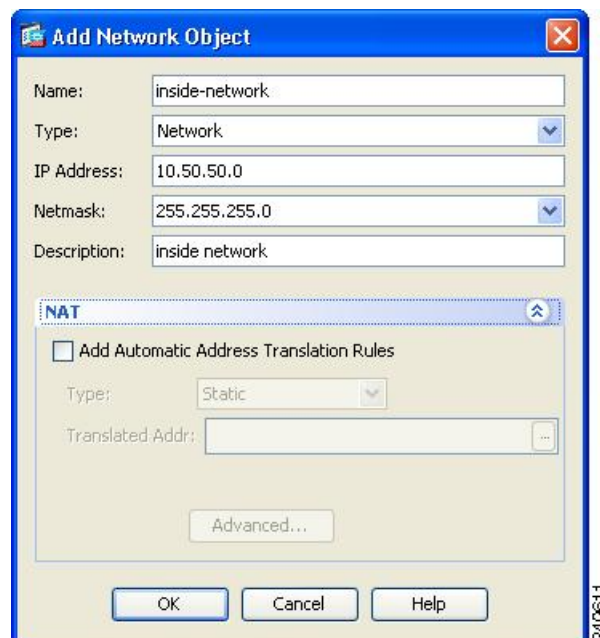 Add Network Object
Name: inside-network
Type: Network
IP Address: 10.50.50.0
Netmask: 255.255.255.0
Description: inside network
NAT
Add Automatic Address Translation Rules
Type: Static
Translated Addr: ...
Advanced...
OK Cancel Help